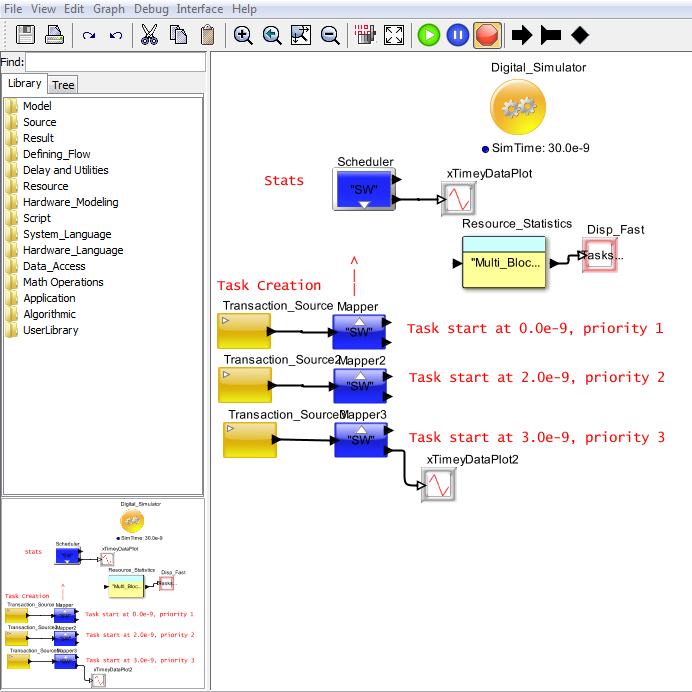 File View Edit Graph Debug Interface Help
Find:
Library Tree
Model
Source
Result
Defining_Flow
Delay and Utilities
Resource
Hardware_Modeling
Script
System_Language
Hardware_Language
Data_Access
Math Operations
Application
Algorithmic
UserLibrary
Digital_Simulator
SimTime: 30.0e-9
Stats
Scheduler
"SW"
xTimeyDataPlot
Resource_Statistics
"Multi_Bloc...
Disp_Fast
Tasks...
Task Creation
Transaction_Source
Mapper
"SW"
Task start at 0.0e-9, priority 1
Transaction_Source2
Mapper2
"SW"
Task start at 2.0e-9, priority 2
Transaction_Source3
Mapper3
"SW"
Task start at 3.0e-9, priority 3
xTimeyDataPlot2
Digital_Simulator
SimTime: 30.0e-9
Stats
Scheduler
"SW"
xTimeyDataPlot
Resource_Statistics
"Multi_Bloc...
Disp_Fast
Tasks...
Task Creation
Transaction_Source
Mapper
"SW"
Task start at 0.0e-9, priority 1
Transaction_Source2
Mapper2
"SW"
Task start at 2.0e-9, priority 2
Transaction_Source3
Mapper3
"SW"
Task start at 3.0e-9, priority 3
xTimeyDataPlot2